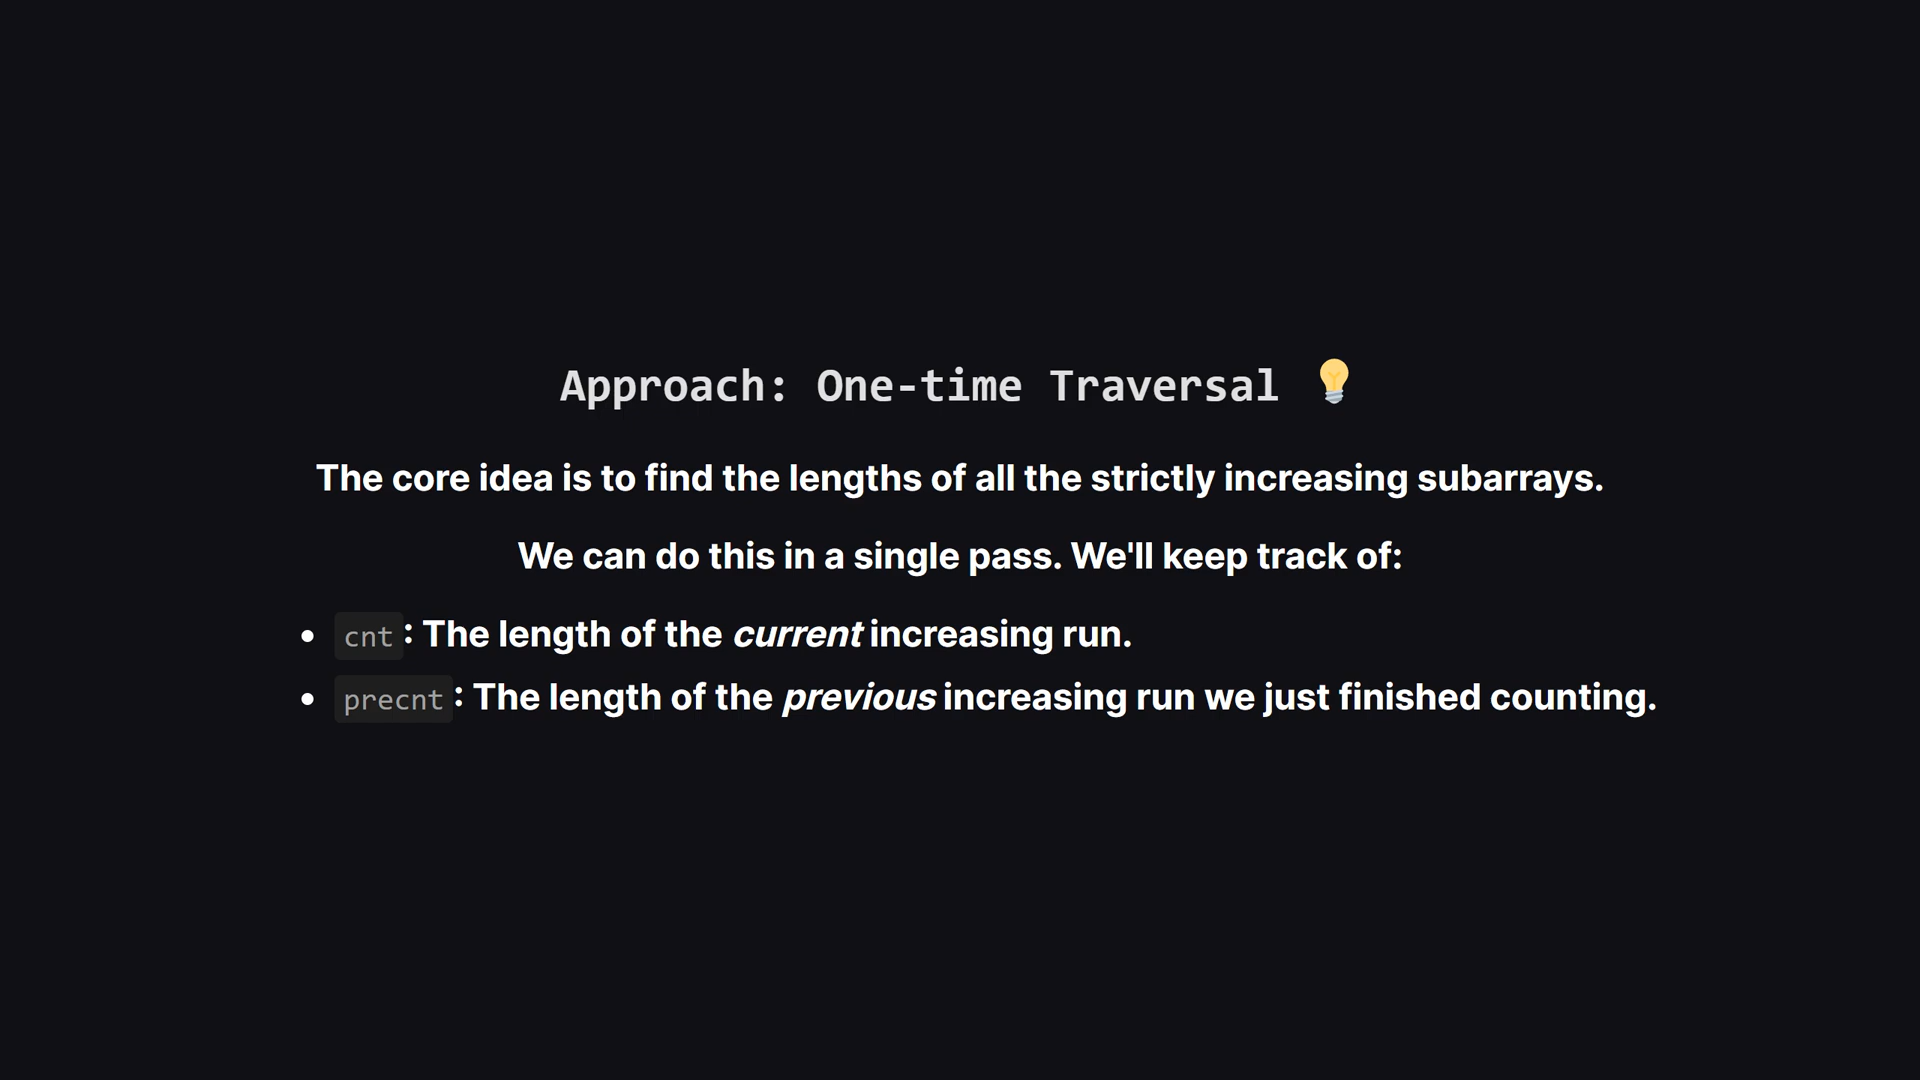 Approach: One-time Traversal 💡
The core idea is to find the lengths of all the strictly increasing subarrays.
We can do this in a single pass. We'll keep track of:
• cnt: The length of the current increasing run.
• precnt: The length of the previous increasing run we just finished counting.